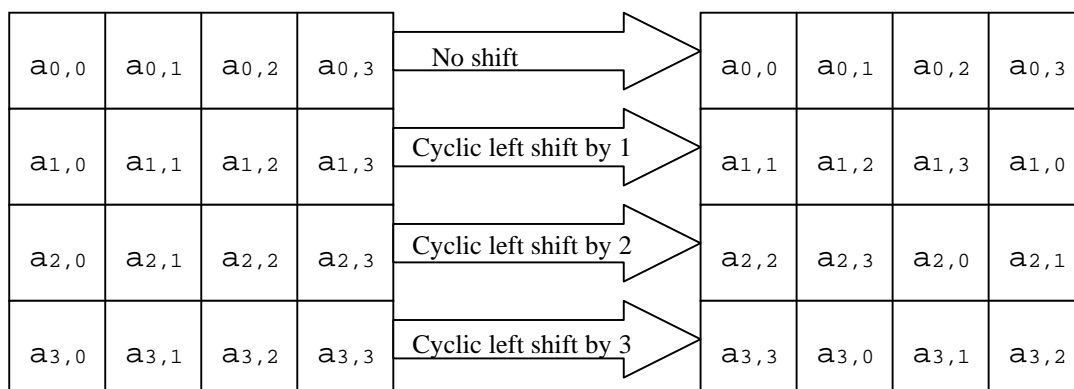 a0,0 a0,1 a0,2 a0,3 No shift a0,0 a0,1 a0,2 a0,3
a1,0 a1,1 a1,2 a1,3 Cyclic left shift by 1 a1,1 a1,2 a1,3 a1,0
a2,0 a2,1 a2,2 a2,3 Cyclic left shift by 2 a2,2 a2,3 a2,0 a2,1
a3,0 a3,1 a3,2 a3,3 Cyclic left shift by 3 a3,3 a3,0 a3,1 a3,2